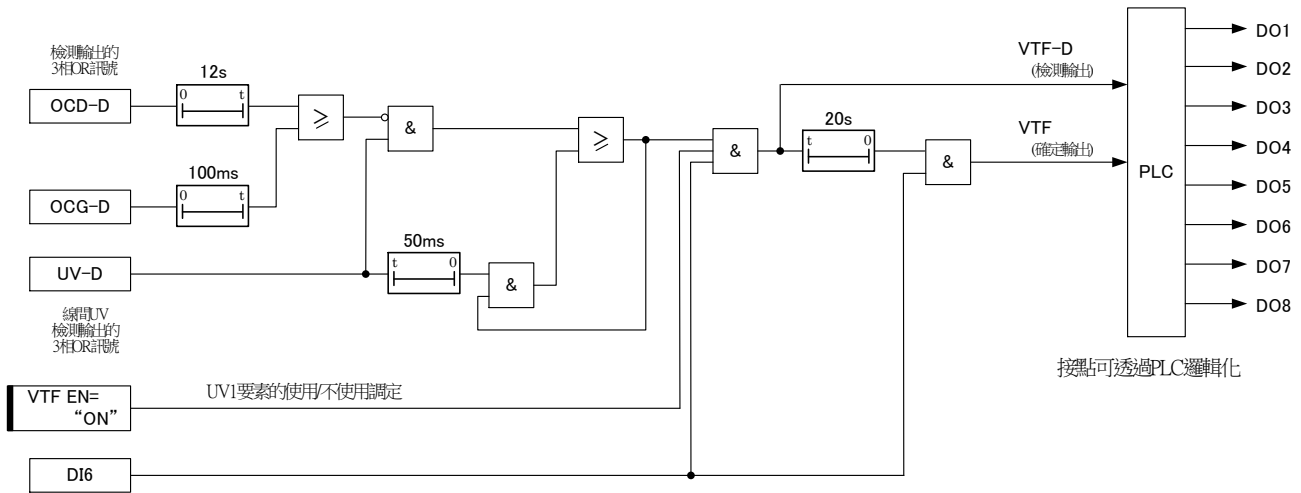 檢測輸出的
3相OR訊號
OCD-D
0 t
12s
≥
&
OCG-D
0 t
100ms
UV-D
線間UV
檢測輸出的
3相OR訊號
t 0
50ms
&
≥
&
VTF EN=
“ON”
UV1要素的使用/不使用調定
DI6
t 0
20s
&
VTF-D
(檢測輸出)
VTF
(確定輸出)
PLC
DO1
DO2
DO3
DO4
DO5
DO6
DO7
DO8
接點可透過PLC邏輯化